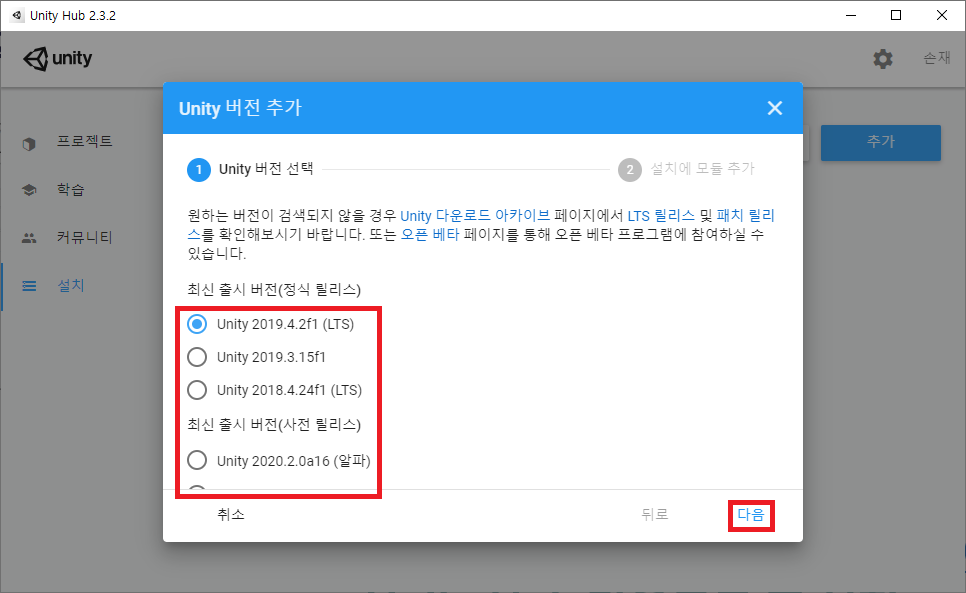 Unity Hub 2.3.2
unity
손재
프로젝트
학습
커뮤니티
설치
추가
Unity 버전 추가
1 Unity 버전 선택
2 설치에 모듈 추가
원하는 버전이 검색되지 않을 경우 Unity 다운로드 아카이브 페이지에서 LTS 릴리스 및 패치 릴리
스를 확인해보시기 바랍니다. 또는 오픈 베타 페이지를 통해 오픈 베타 프로그램에 참여하실 수
있습니다.
최신 출시 버전(정식 릴리스)
Unity 2019.4.2f1 (LTS)
Unity 2019.3.15f1
Unity 2018.4.24f1 (LTS)
최신 출시 버전(사전 릴리스)
Unity 2020.2.0a16 (알파)
취소
뒤로
다음